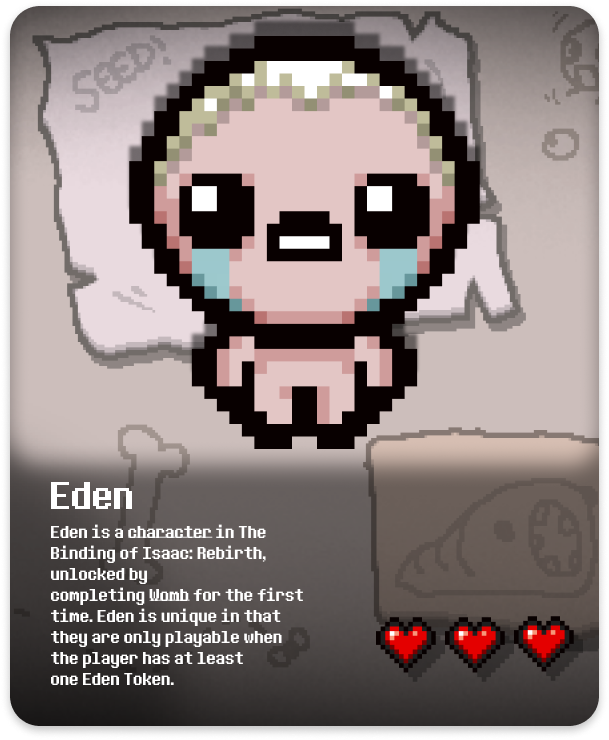 SEED!
Eden
Eden is a character in The
Binding of Isaac: Rebirth,
unlocked by
completing Womb for the first
time. Eden is unique in that
they are only playable when
the player has at least
one Eden Token.